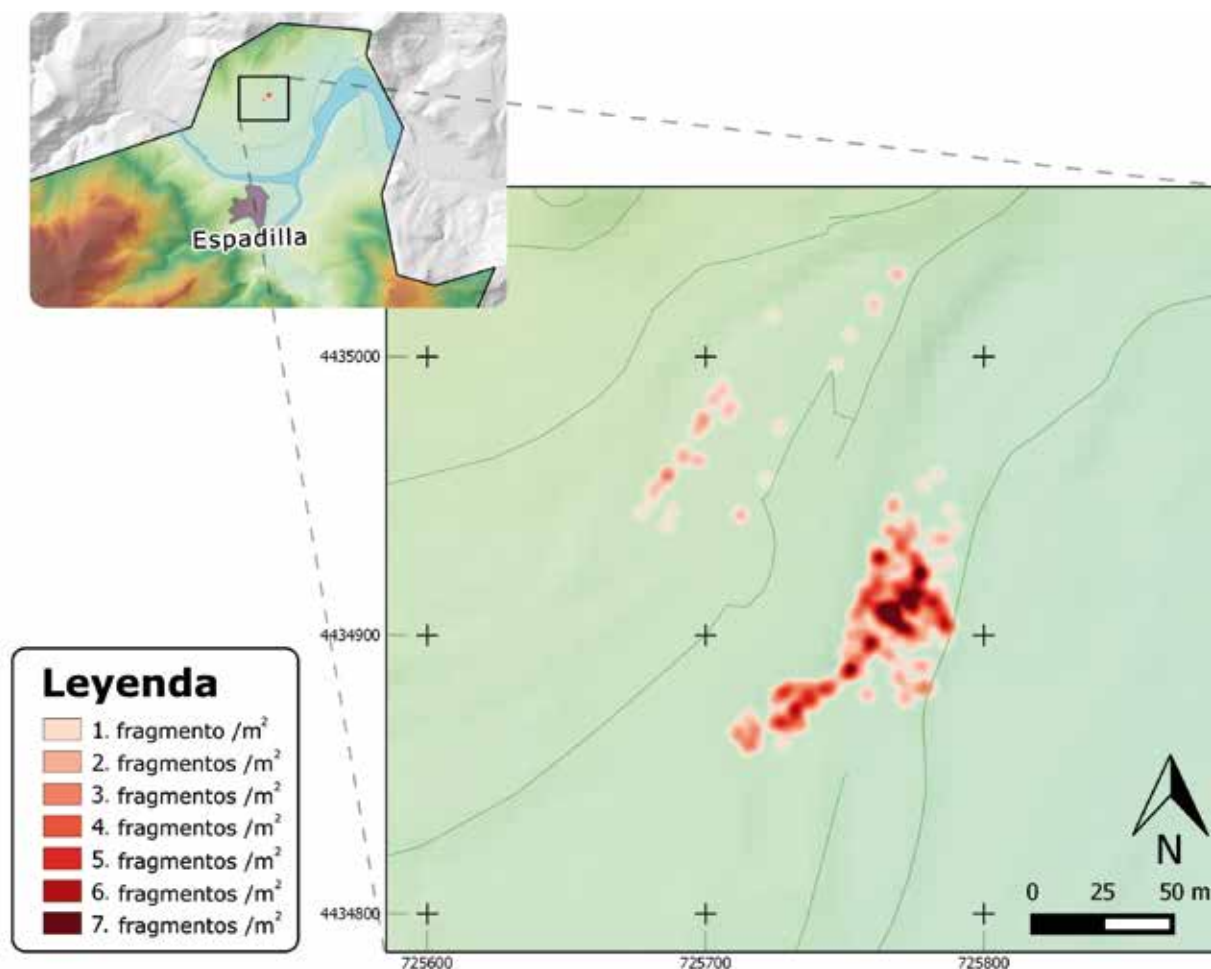 Espadilla
4435000
4434900
4434800
725600
725700
725800
Leyenda
1. fragmento /m²
2. fragmentos /m²
3. fragmentos /m²
4. fragmentos /m²
5. fragmentos /m²
6. fragmentos /m²
7. fragmentos /m²
N
0 25 50 m